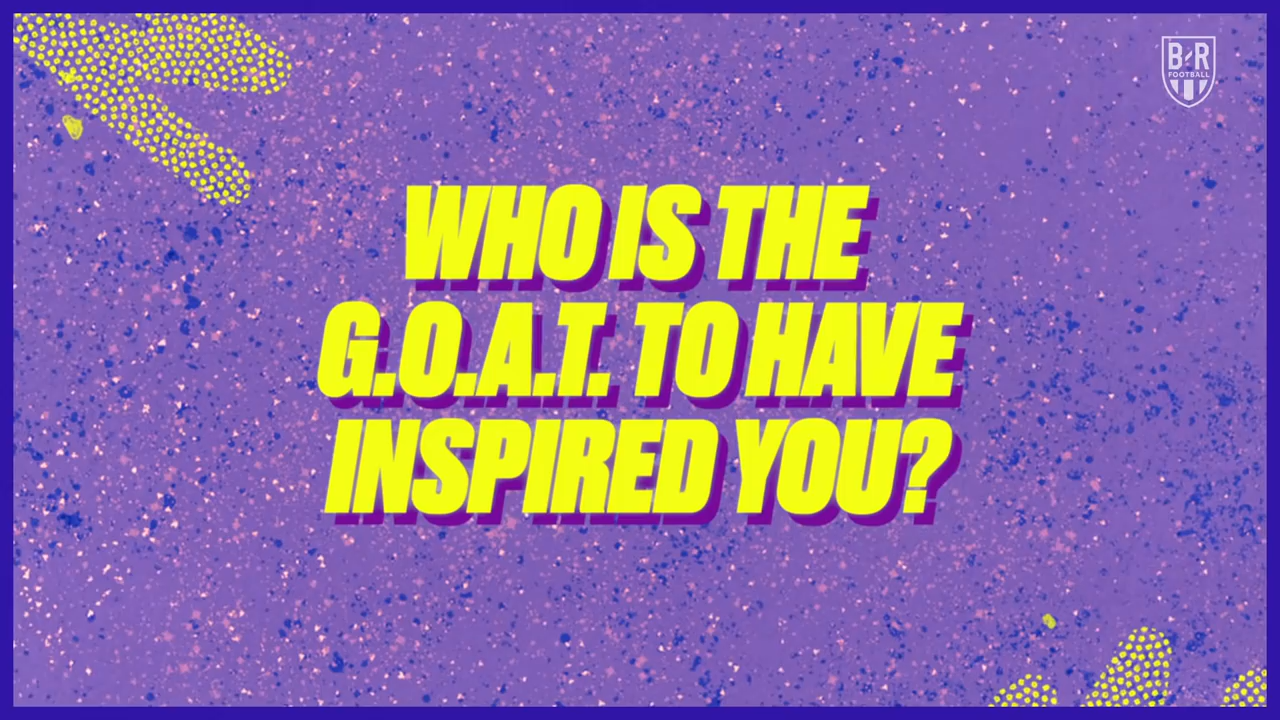 B/R
FOOTBALL
WHO IS THE
G.O.A.T. TO HAVE
INSPIRED YOU?